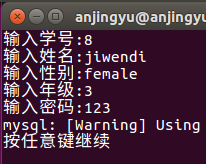 anjingyu@anjingyu
输入学号:8
输入姓名:jiwendi
输入性别:female
输入年级:3
输入密码:123
mysql: [Warning] Using
按任意键继续